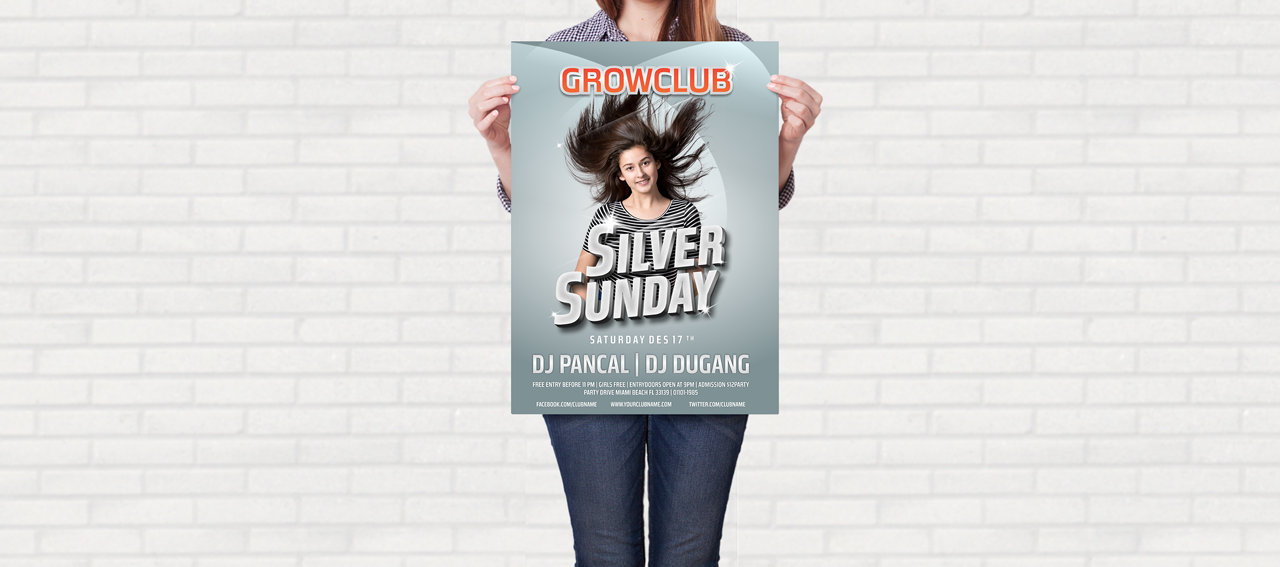 GROWCLUB
SILVER
SUNDAY
SATURDAY DES 17 TH
DJ PANCAL | DJ DUGANG
FREE ENTRY BEFORE 11 PM | GIRLS FREE | ENTRYDOORS OPEN AT 9PM | ADMISSION $12PARTY
PARTY DRIVE MIAMI BEACH FL 33139 | 01101-1985
FACEBOOK.COM/CLUBNAME WWW.YOURCLUBNAME.COM TWITTER.COM/CLUBNAME